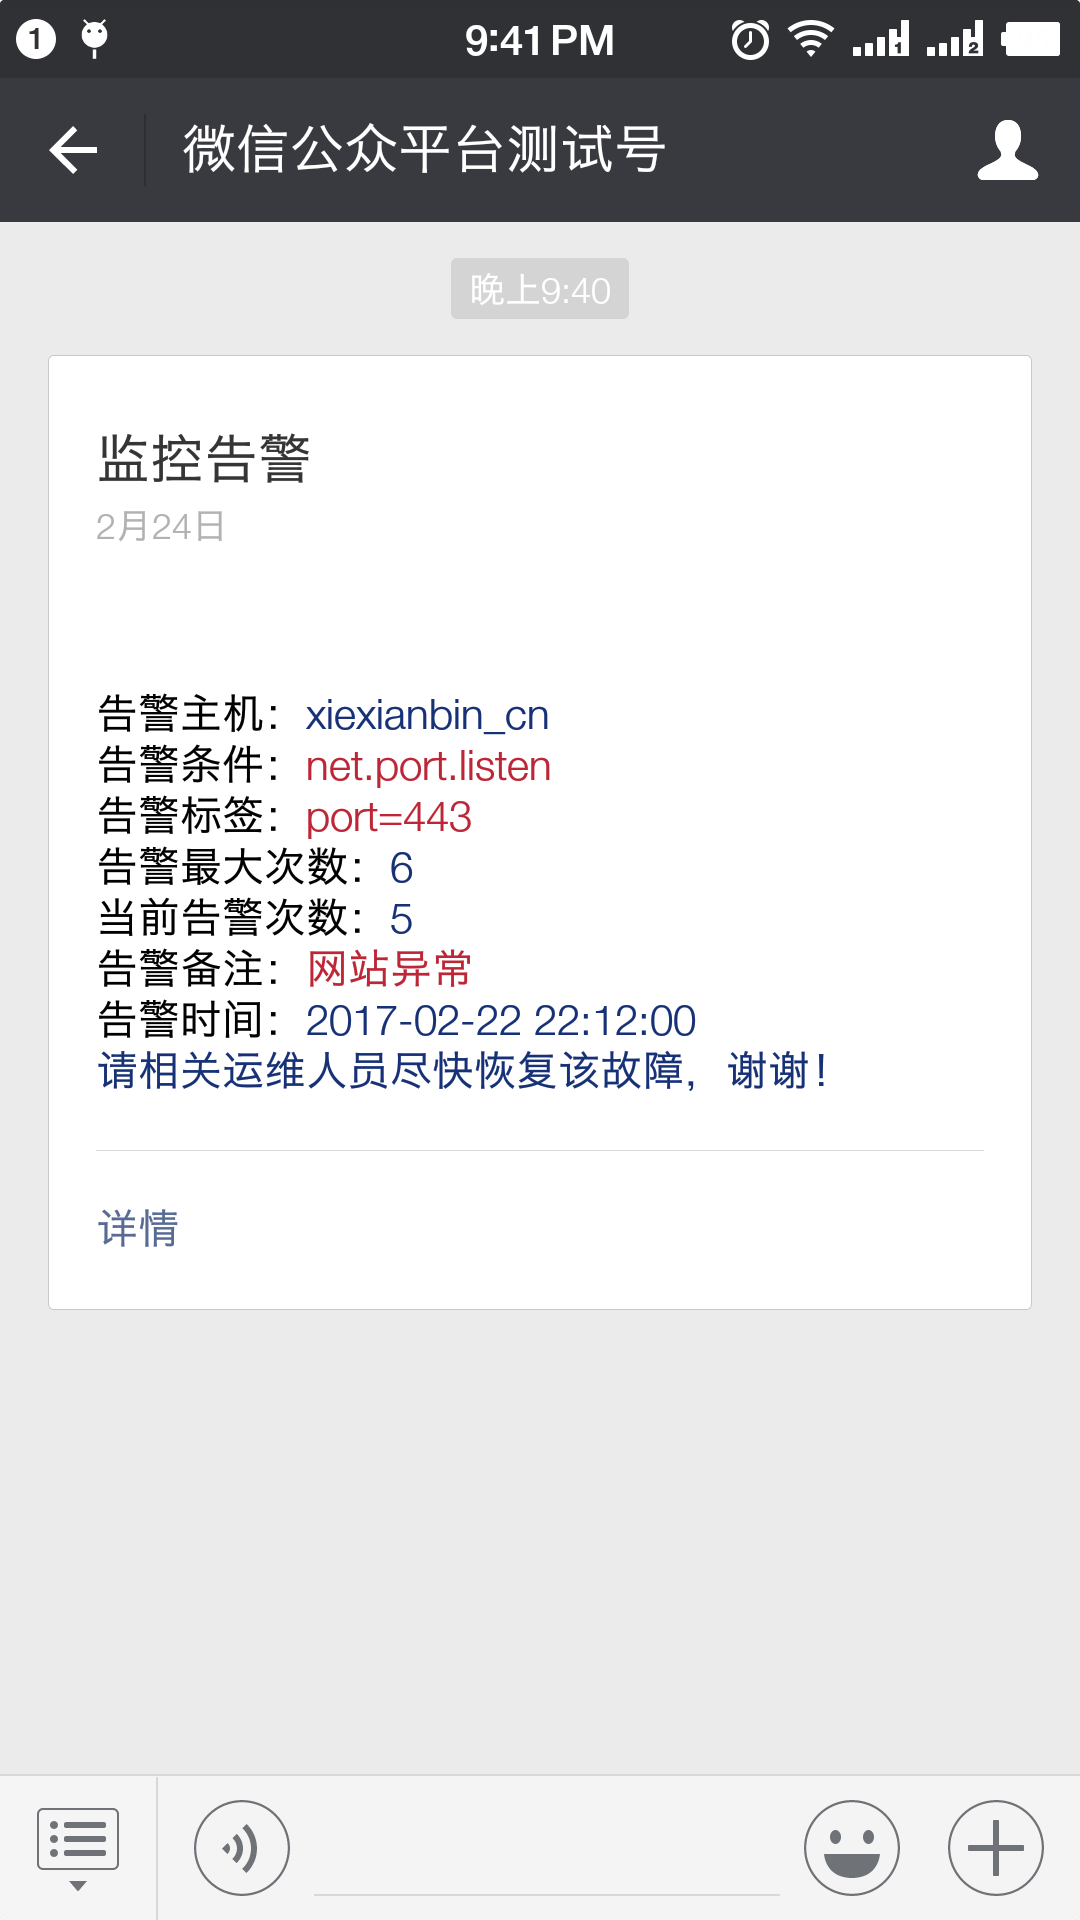 1
9:41 PM
1
2
微信公众平台测试号
晚上9:40
监控告警
2月24日
告警主机：xiexianbin_cn
告警条件：net.port.listen
告警标签：port=443
告警最大次数：6
当前告警次数：5
告警备注：网站异常
告警时间：2017-02-22 22:12:00
请相关运维人员尽快恢复该故障，谢谢！
详情